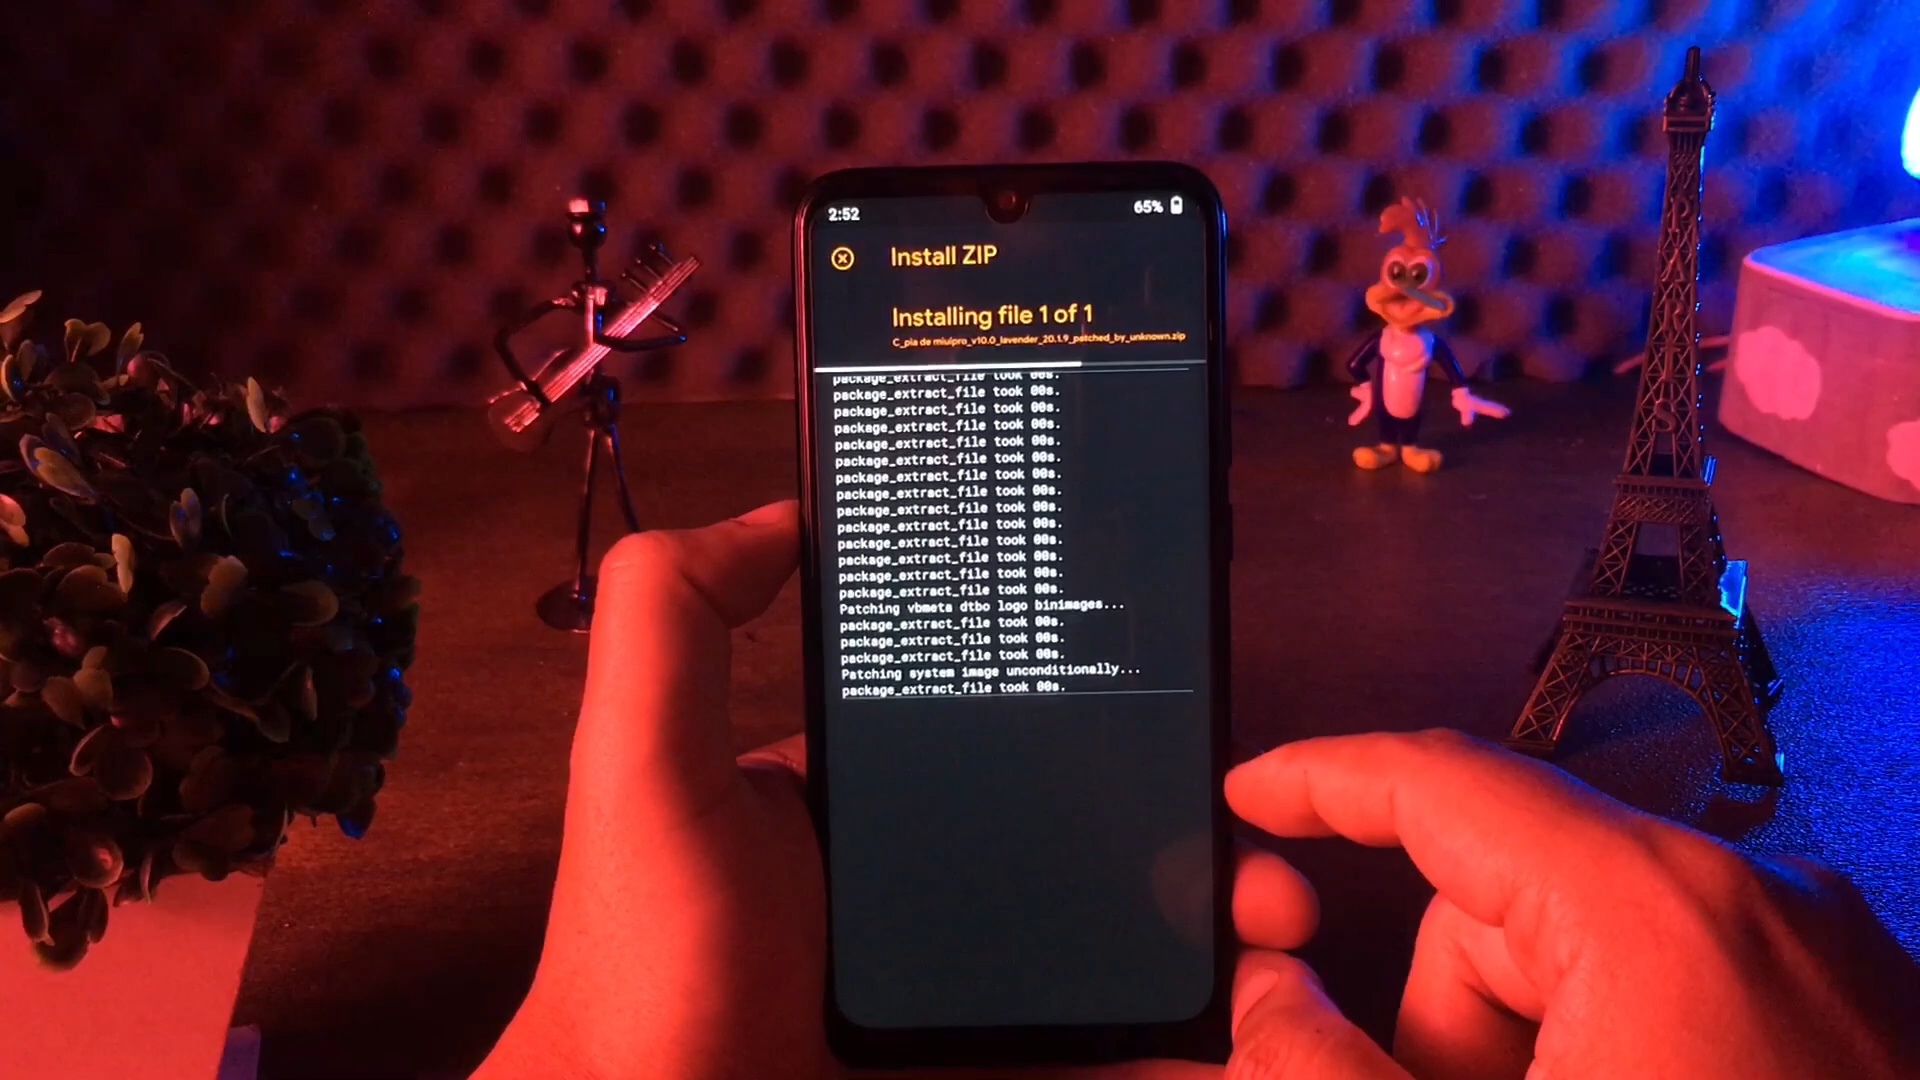 2:52
65%
Install ZIP
Installing file 1 of 1
C_pia de miuipro_v10.0_lavender_20.1.9_patched_by_unknown.zip
package_extract_file took 00s.
package_extract_file took 00s.
package_extract_file took 00s.
package_extract_file took 00s.
package_extract_file took 00s.
package_extract_file took 00s.
package_extract_file took 00s.
package_extract_file took 00s.
package_extract_file took 00s.
package_extract_file took 00s.
package_extract_file took 00s.
package_extract_file took 00s.
package_extract_file took 00s.
package_extract_file took 00s.
Patching vbmeta dtbo logo binimages...
package_extract_file took 00s.
package_extract_file took 00s.
package_extract_file took 00s.
Patching system image unconditionally...
package_extract_file took 00s.